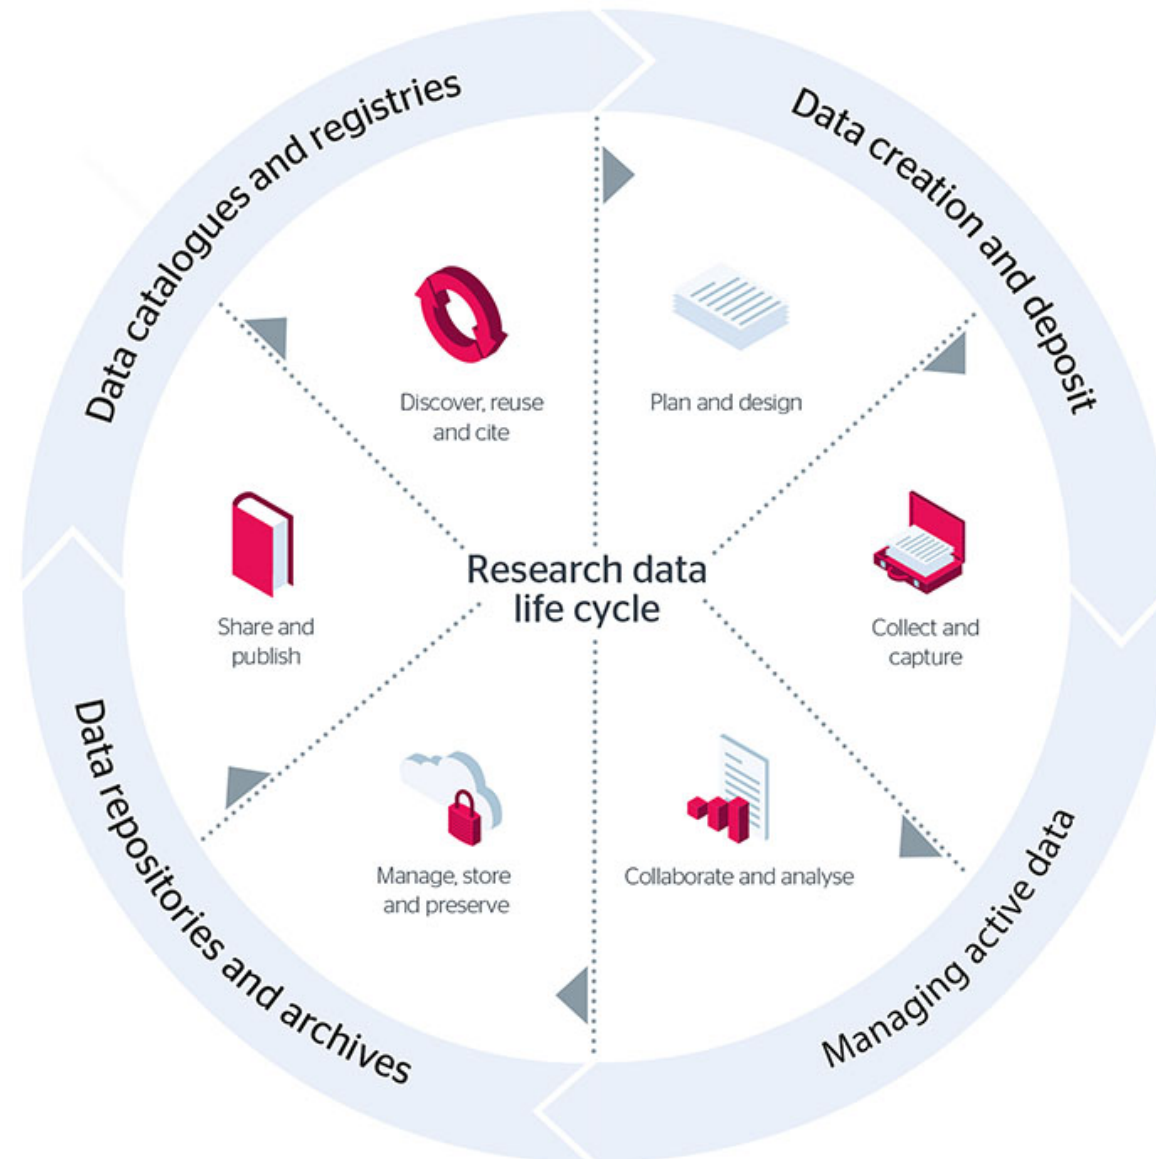 Data catalogues and registries
Data creation and deposit
Discover, reuse
and cite
Plan and design
Research data
life cycle
Share and
publish
Collect and
capture
Manage, store
and preserve
Collaborate and analyse
Data repositories and archives
Managing active data